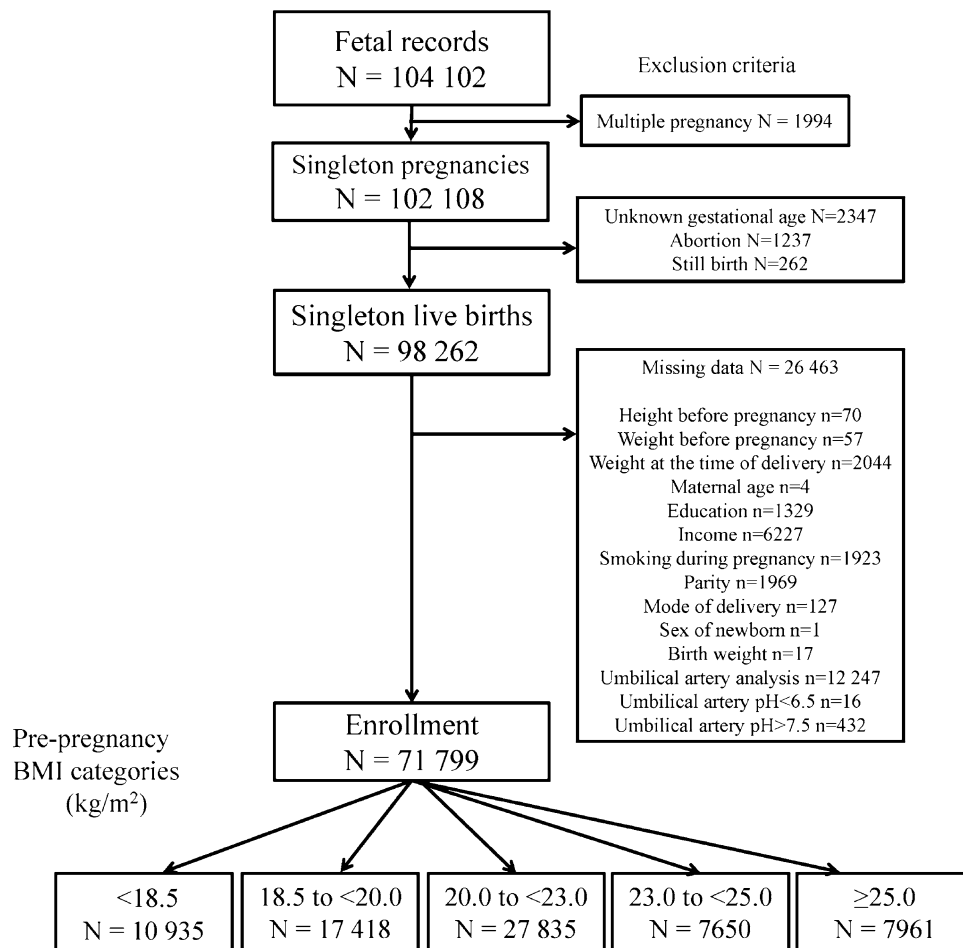 Fetal records
N = 104 102
Exclusion criteria
Multiple pregnancy N = 1994
Singleton pregnancies
N = 102 108
Unknown gestational age N=2347
Abortion N=1237
Still birth N=262
Singleton live births
N = 98 262
Missing data N = 26 463
Height before pregnancy n=70
Weight before pregnancy n=57
Weight at the time of delivery n=2044
Maternal age n=4
Education n=1329
Income n=6227
Smoking during pregnancy n=1923
Parity n=1969
Mode of delivery n=127
Sex of newborn n=1
Birth weight n=17
Umbilical artery analysis n=12 247
Umbilical artery pH<6.5 n=16
Umbilical artery pH>7.5 n=432
Enrollment
N = 71 799
Pre-pregnancy
BMI categories
(kg/m²)
<18.5
N = 10 935
18.5 to <20.0
N = 17 418
20.0 to <23.0
N = 27 835
23.0 to <25.0
N = 7650
≥25.0
N = 7961